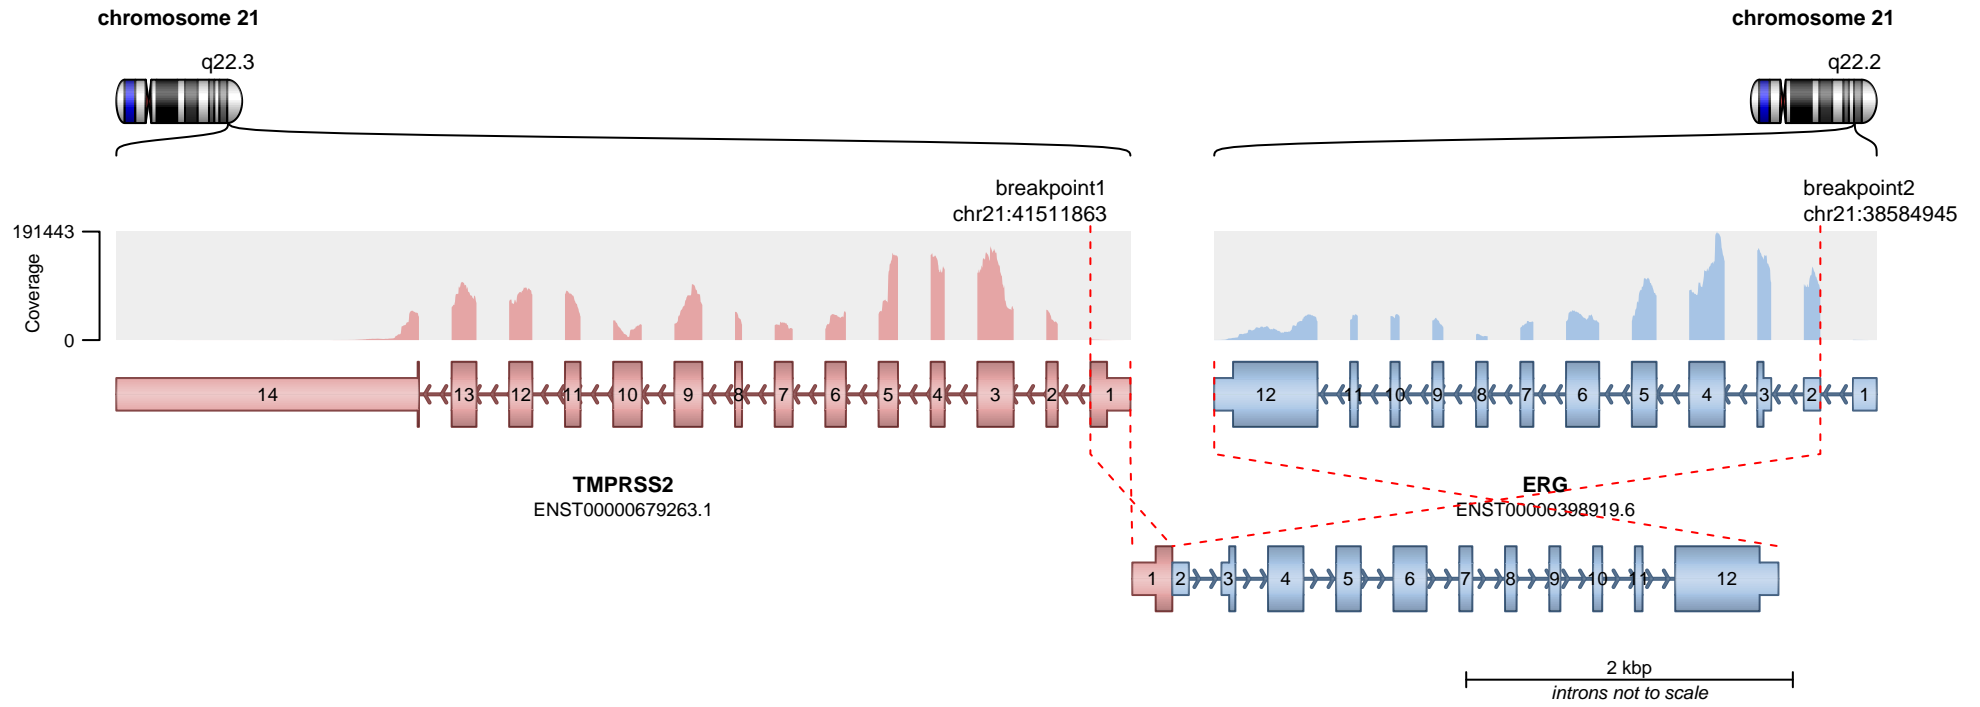 chromosome 21
chromosome 21
q22.3
q22.2
breakpoint1
chr21:41511863
breakpoint2
chr21:38584945
191443
Coverage
0
14 13 12 11 10 9 8 7 6 5 4 3 2 1
12 11 10 9 8 7 6 5 4 3 2 1
TMPRSS2
ENST00000679263.1
ERG
ENST00000398919.6
1 2 3 4 5 6 7 8 9 10 11 12
2 kbp
introns not to scale